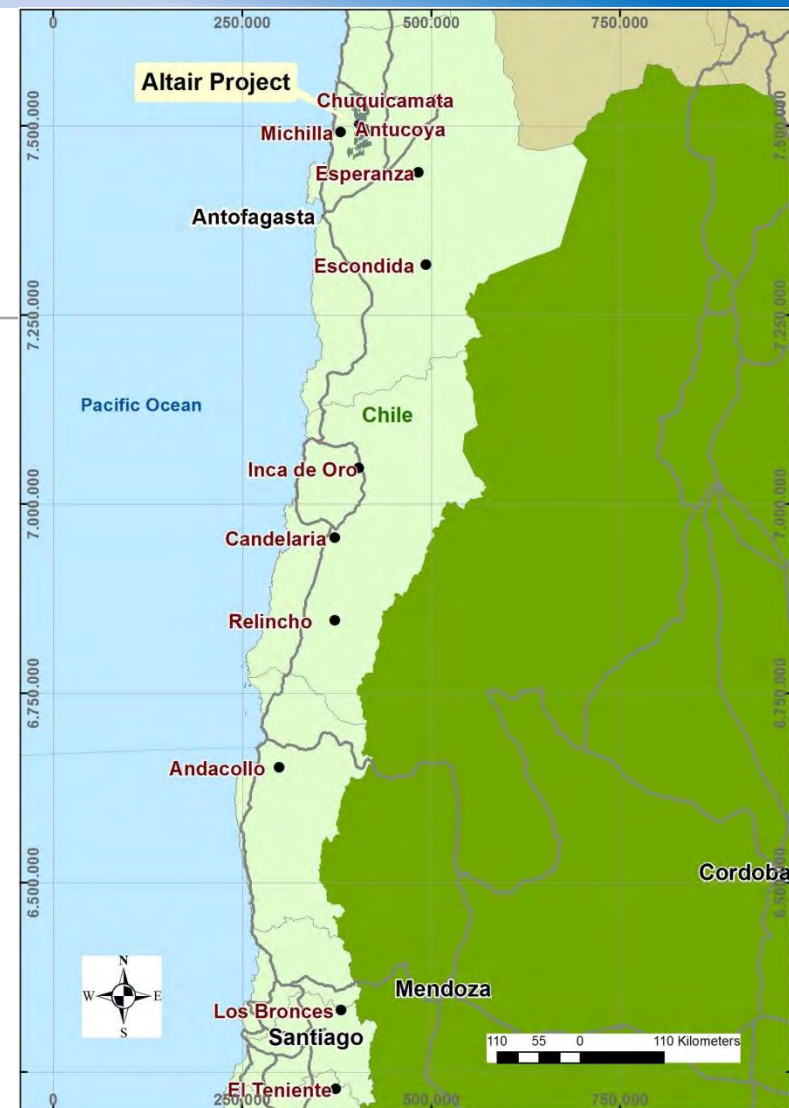 0
250.000
500.000
750.000
Altair Project
Chuquicamata
7.500.000
7.500.000
Michilla
Antucoya
Esperanza
Antofagasta
Escondida
7.250.000
7.250.000
Pacific Ocean
Chile
Inca de Oro
7.000.000
7.000.000
Candelaria
Relincho
6.750.000
6.750.000
Andacollo
6.500.000
6.500.000
Cordoba
N
W
E
S
Mendoza
Los Bronces
Santiago
110 55 0 110 Kilometers
El Teniente
0
250.000
500.000
750.000